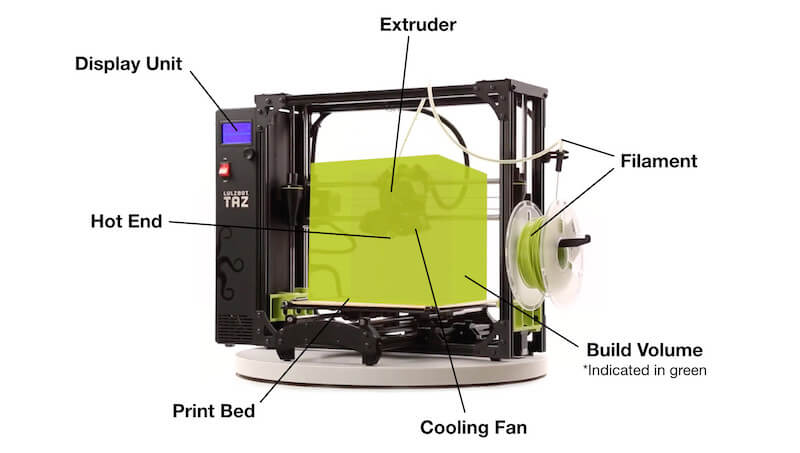 Extruder
Display Unit
Filament
LULZBOT
TAZ
Hot End
Build Volume
*Indicated in green
Print Bed
Cooling Fan